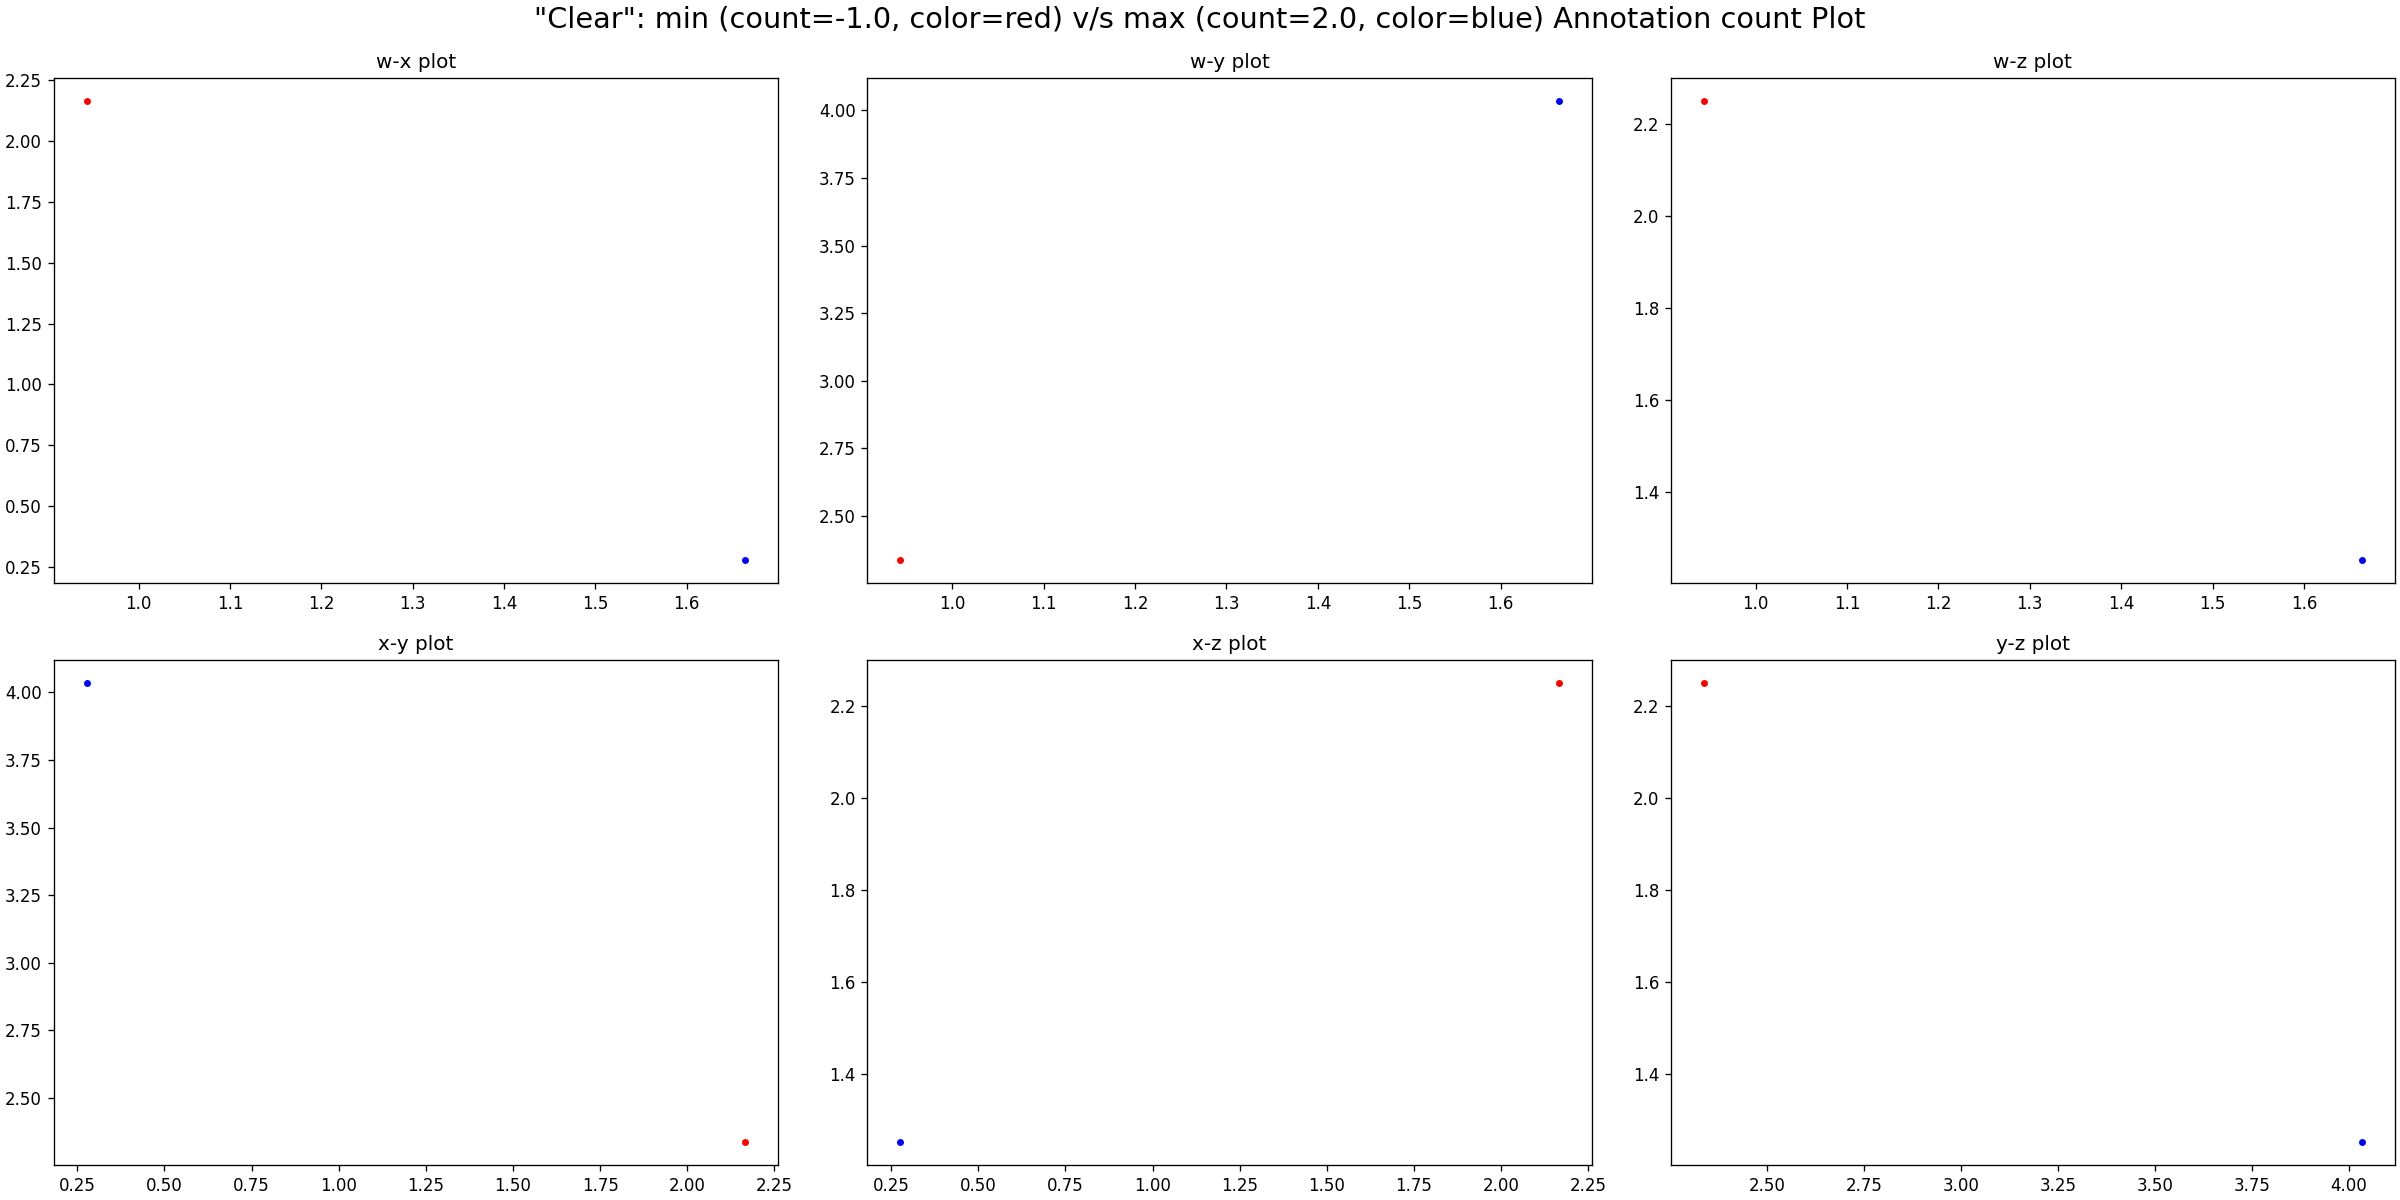 "Clear": min (count=-1.0, color=red) v/s max (count=2.0, color=blue) Annotation count Plot
w-x plot
2.25
2.00
1.75
1.50
1.25
1.00
0.75
0.50
0.25
1.0 1.1 1.2 1.3 1.4 1.5 1.6
w-y plot
4.00
3.75
3.50
3.25
3.00
2.75
2.50
1.0 1.1 1.2 1.3 1.4 1.5 1.6
w-z plot
2.2
2.0
1.8
1.6
1.4
1.0 1.1 1.2 1.3 1.4 1.5 1.6
x-y plot
4.00
3.75
3.50
3.25
3.00
2.75
2.50
0.25 0.50 0.75 1.00 1.25 1.50 1.75 2.00 2.25
x-z plot
2.2
2.0
1.8
1.6
1.4
0.25 0.50 0.75 1.00 1.25 1.50 1.75 2.00 2.25
y-z plot
2.2
2.0
1.8
1.6
1.4
2.50 2.75 3.00 3.25 3.50 3.75 4.00